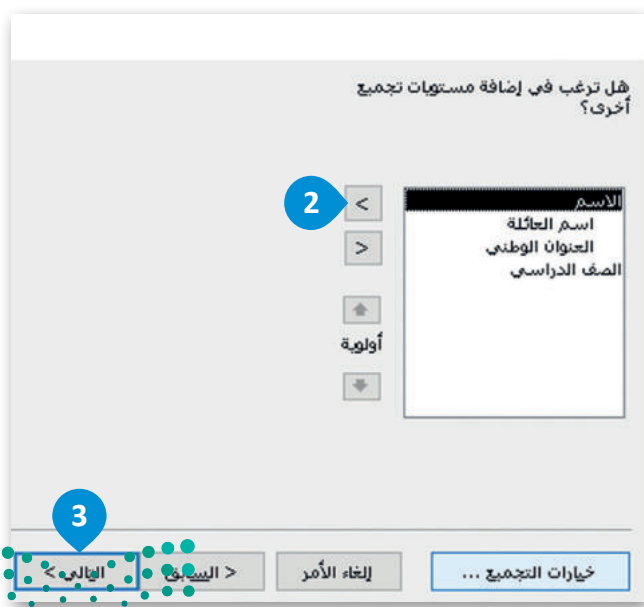 هل ترغب في إضافة مستويات تجميع
أخرى؟
2
<
الاسم
اسم العائلة
العنوان الوطني
الصف الدراسي
>
أولوية
3
خيارات التجميع ...
إلغاء الأمر
< السابق
التالي >